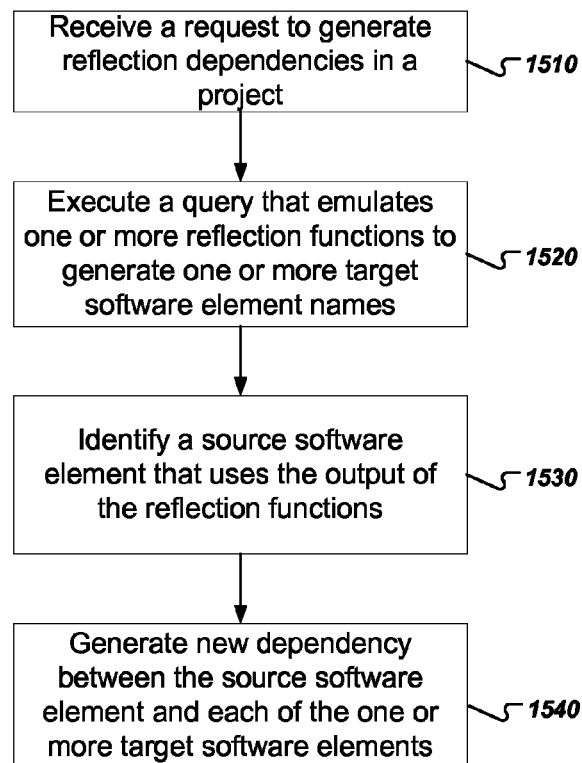 Receive a request to generate
reflection dependencies in a
project
1510
Execute a query that emulates
one or more reflection functions to
generate one or more target
software element names
1520
Identify a source software
element that uses the output of
the reflection functions
1530
Generate new dependency
between the source software
element and each of the one or
more target software elements
1540